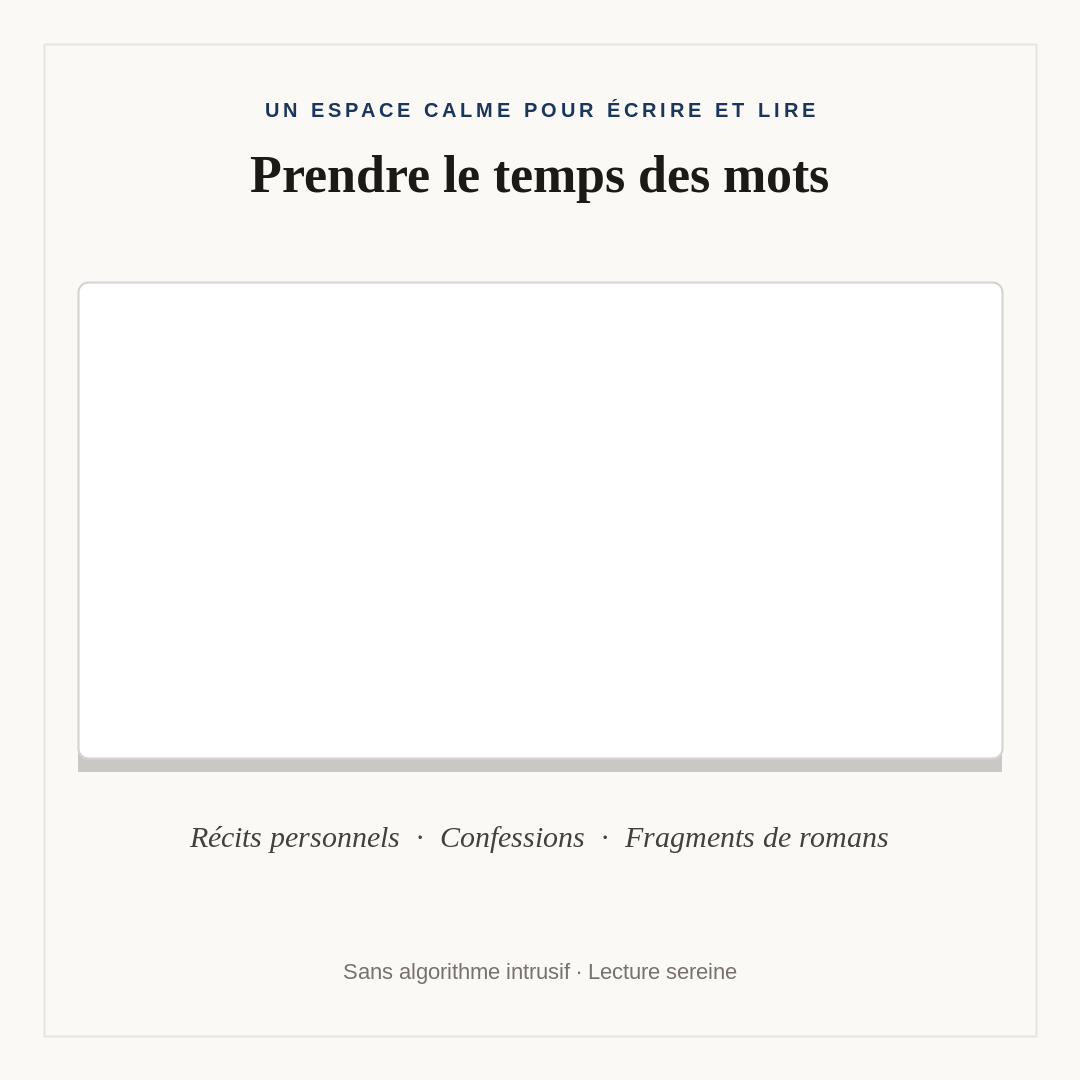 UN ESPACE CALME POUR ÉCRIRE ET LIRE
Prendre le temps des mots
Récits personnels · Confessions · Fragments de romans
Sans algorithme intrusif · Lecture sereine